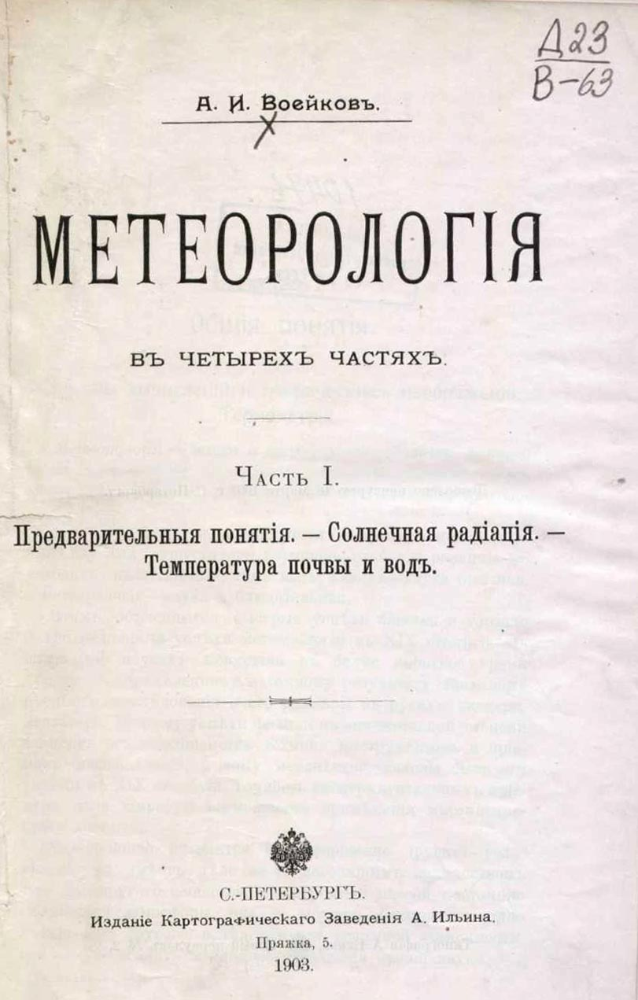 Д23
В-63
А. И. Воейковъ.
МЕТЕОРОЛОГІЯ
ВЪ ЧЕТЫРЕХЪ ЧАСТЯХЪ.
Часть I.
Предварительныя понятія. — Солнечная радіація. —
Температура почвы и водъ.
С.-ПЕТЕРБУРГЪ.
Изданіе Картографическаго Заведенія А. Ильина.
Пряжка, 5.
1903.